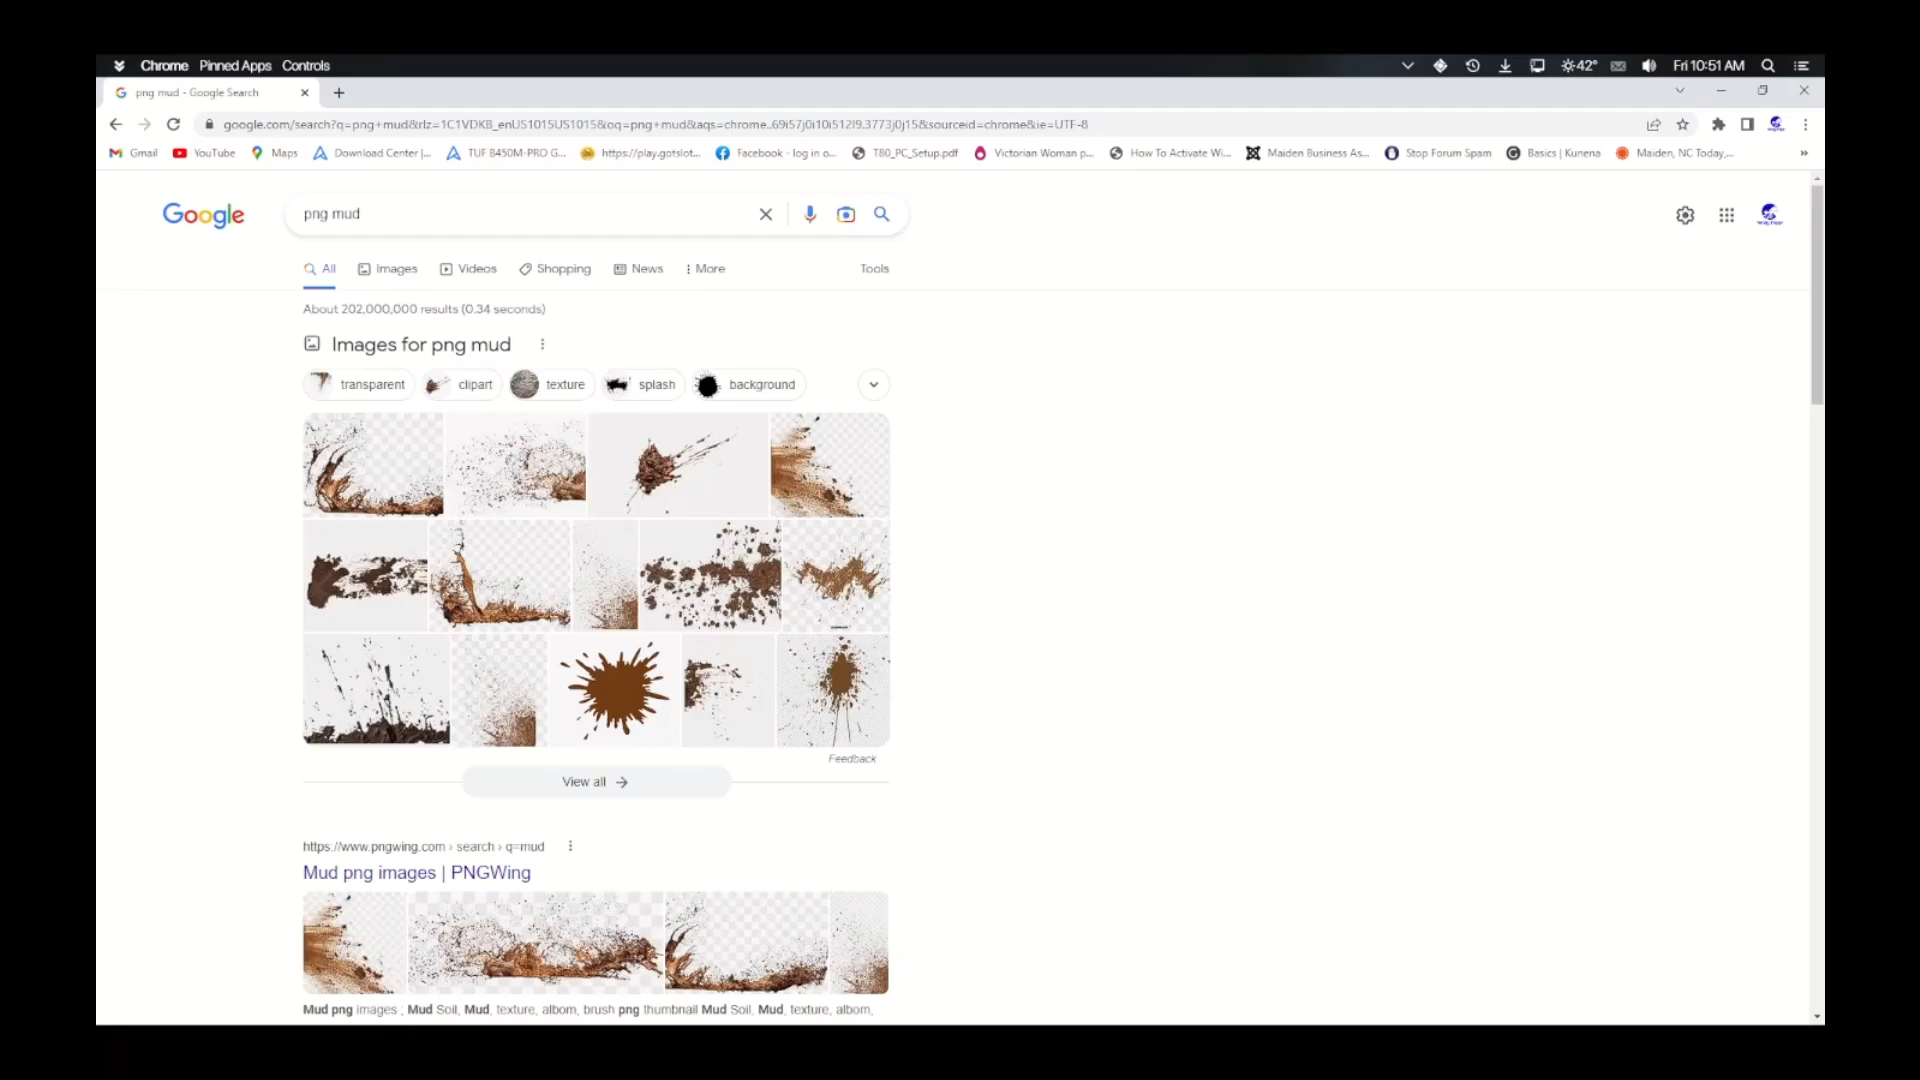 Chrome Pinned Apps Controls
42° Fri 10:51 AM
png mud - Google Search
google.com/search?q=png+mud&rlz=1C1VDKB_enUS1015US1015&oq=png+mud&aqs=chrome..69i57j0i10i512l9.3773j0j15&sourceid=chrome&ie=UTF-8
Gmail YouTube Maps Download Center |... TUF B450M-PRO G... https://play.gotslot... Facebook - log in o... T80_PC_Setup.pdf Victorian Woman p... How To Activate Wi... Maiden Business As... Stop Forum Spam Basics | Kunena Maiden, NC Today,... »
Google
png mud
All Images Videos Shopping News More Tools
About 202,000,000 results (0.34 seconds)
Images for png mud
transparent clipart texture splash background
Feedback
View all
https://www.pngwing.com › search › q=mud
Mud png images | PNGWing
Mud png images ; Mud Soil, Mud, texture, albom, brush png thumbnail Mud Soil, Mud, texture, albom,